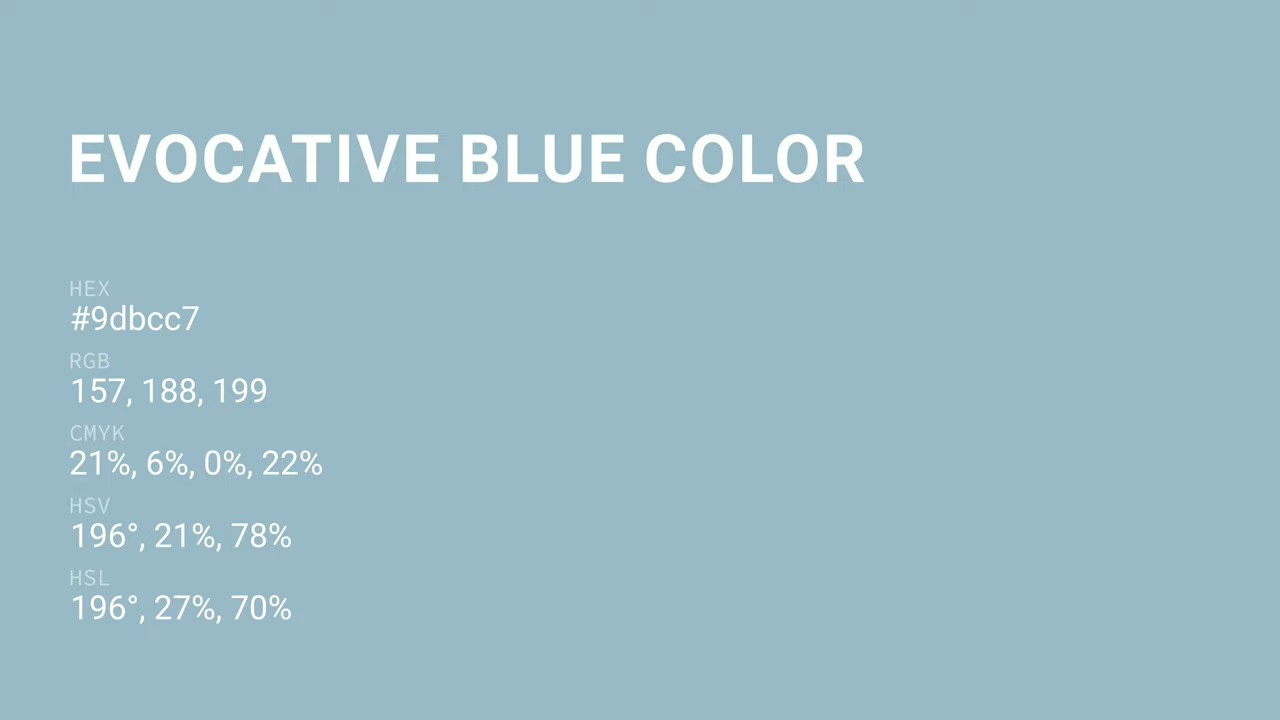 EVOCATIVE BLUE COLOR
HEX
#9dbcc7
RGB
157, 188, 199
CMYK
21%, 6%, 0%, 22%
HSV
196°, 21%, 78%
HSL
196°, 27%, 70%